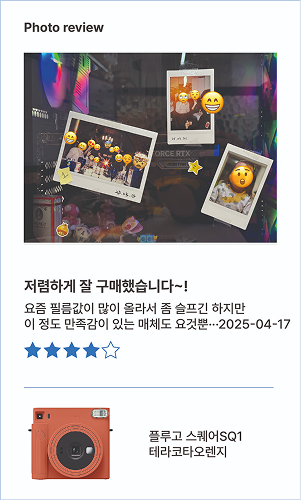 Photo review
FORCE RTX
저렴하게 잘 구매했습니다~!
요즘 필름값이 많이 올라서 좀 슬프긴 하지만
이 정도 만족감이 있는 매체도 요것뿐…2025-04-17
플루고 스퀘어SQ1
테라코타오렌지